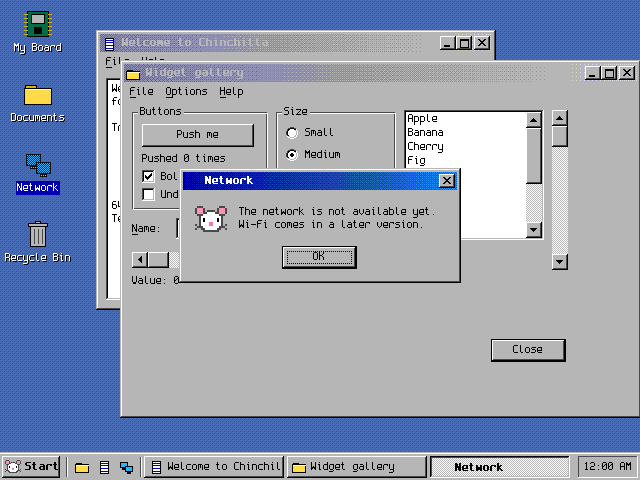 My Board
Documents
Network
Recycle Bin
Welcome to Chinchilla
File Help
Widget gallery
File Options Help
Buttons
Push me
Pushed 0 times
Size
Small
Medium
Apple
Banana
Cherry
Fig
Name:
Value:
Close
Network
The network is not available yet.
Wi-Fi comes in a later version.
OK
Start
Welcome to Chinchil
Widget gallery
Network
12:00 AM